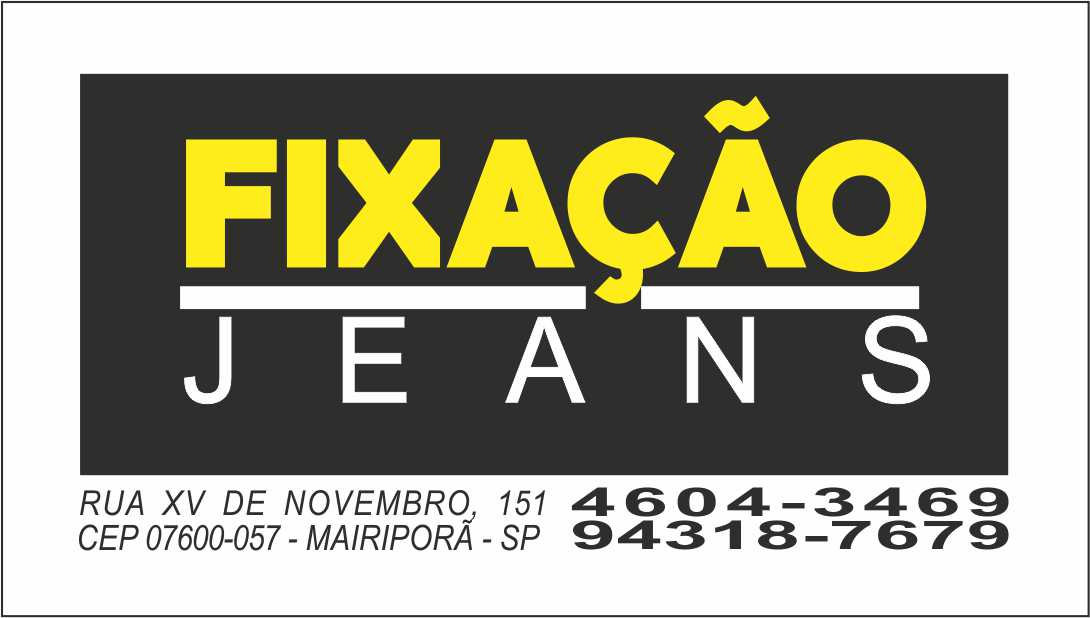 FIXAÇÃO
JEANS
RUA XV DE NOVEMBRO, 151 4604-3469
CEP 07600-057 - MAIRIPORÃ - SP 94318-7679